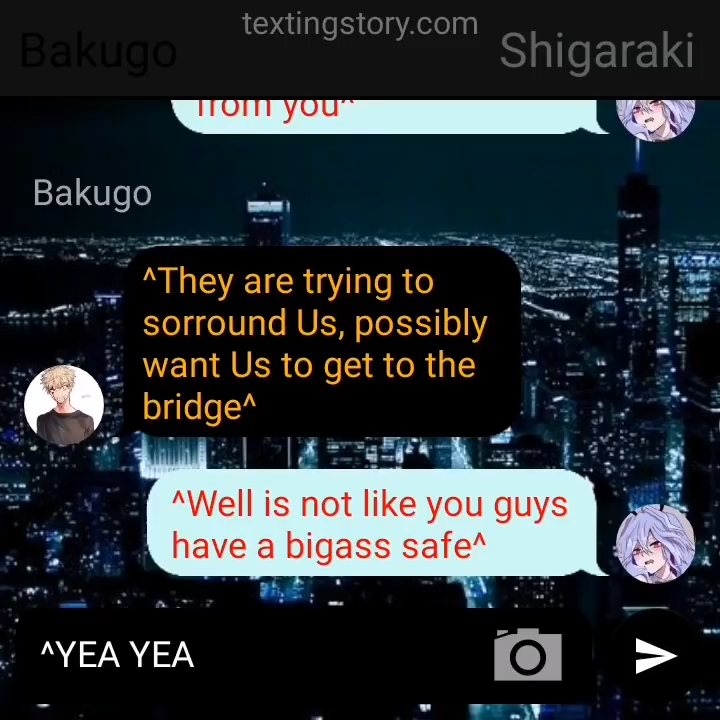 textingstory.com
Bakugo
Shigaraki
from you^
Bakugo
^They are trying to
sorround Us, possibly
want Us to get to the
bridge^
^Well is not like you guys
have a bigass safe^
^YEA YEA